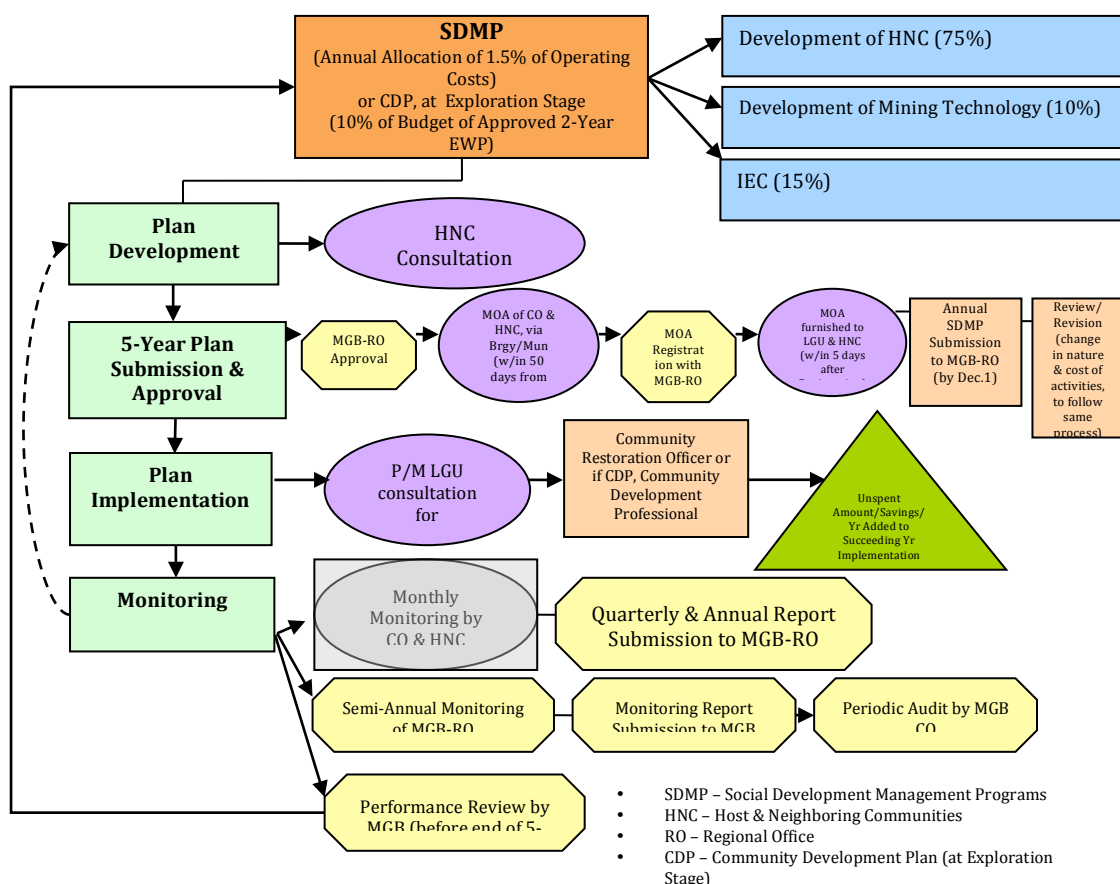 SDMP
(Annual Allocation of 1.5% of Operating
Costs)
or CDP, at Exploration Stage
(10% of Budget of Approved 2-Year
EWP)
Development of HNC (75%)
Development of Mining Technology (10%)
IEC (15%)
Plan
Development
HNC
Consultation
5-Year Plan
Submission &
Approval
MGB-RO
Approval
MOA of CO &
HNC, via
Brgy/Mun
(w/in 50
days from
MOA
Registrat
ion with
MGB-RO
MOA
furnished to
LGU & HNC
(w/in 5 days
after
Annual
SDMP
Submission
to MGB-RO
(by Dec.1)
Review/
Revision
(change
in nature
& cost of
activities,
to follow
same
process)
Plan
Implementation
P/M LGU
consultation
for
Community
Restoration Officer or
if CDP, Community
Development
Professional
Unspent
Amount/Savings/
Yr Added to
Succeeding Yr
Implementation
Monitoring
Monthly
Monitoring by
CO & HNC
Quarterly & Annual Report
Submission to MGB-RO
Semi-Annual Monitoring
of MGB-RO
Monitoring Report
Submission to MGB
Periodic Audit by MGB
CO
Performance Review by
MGB (before end of 5-
• SDMP – Social Development Management Programs
• HNC – Host & Neighboring Communities
• RO – Regional Office
• CDP – Community Development Plan (at Exploration
Stage)